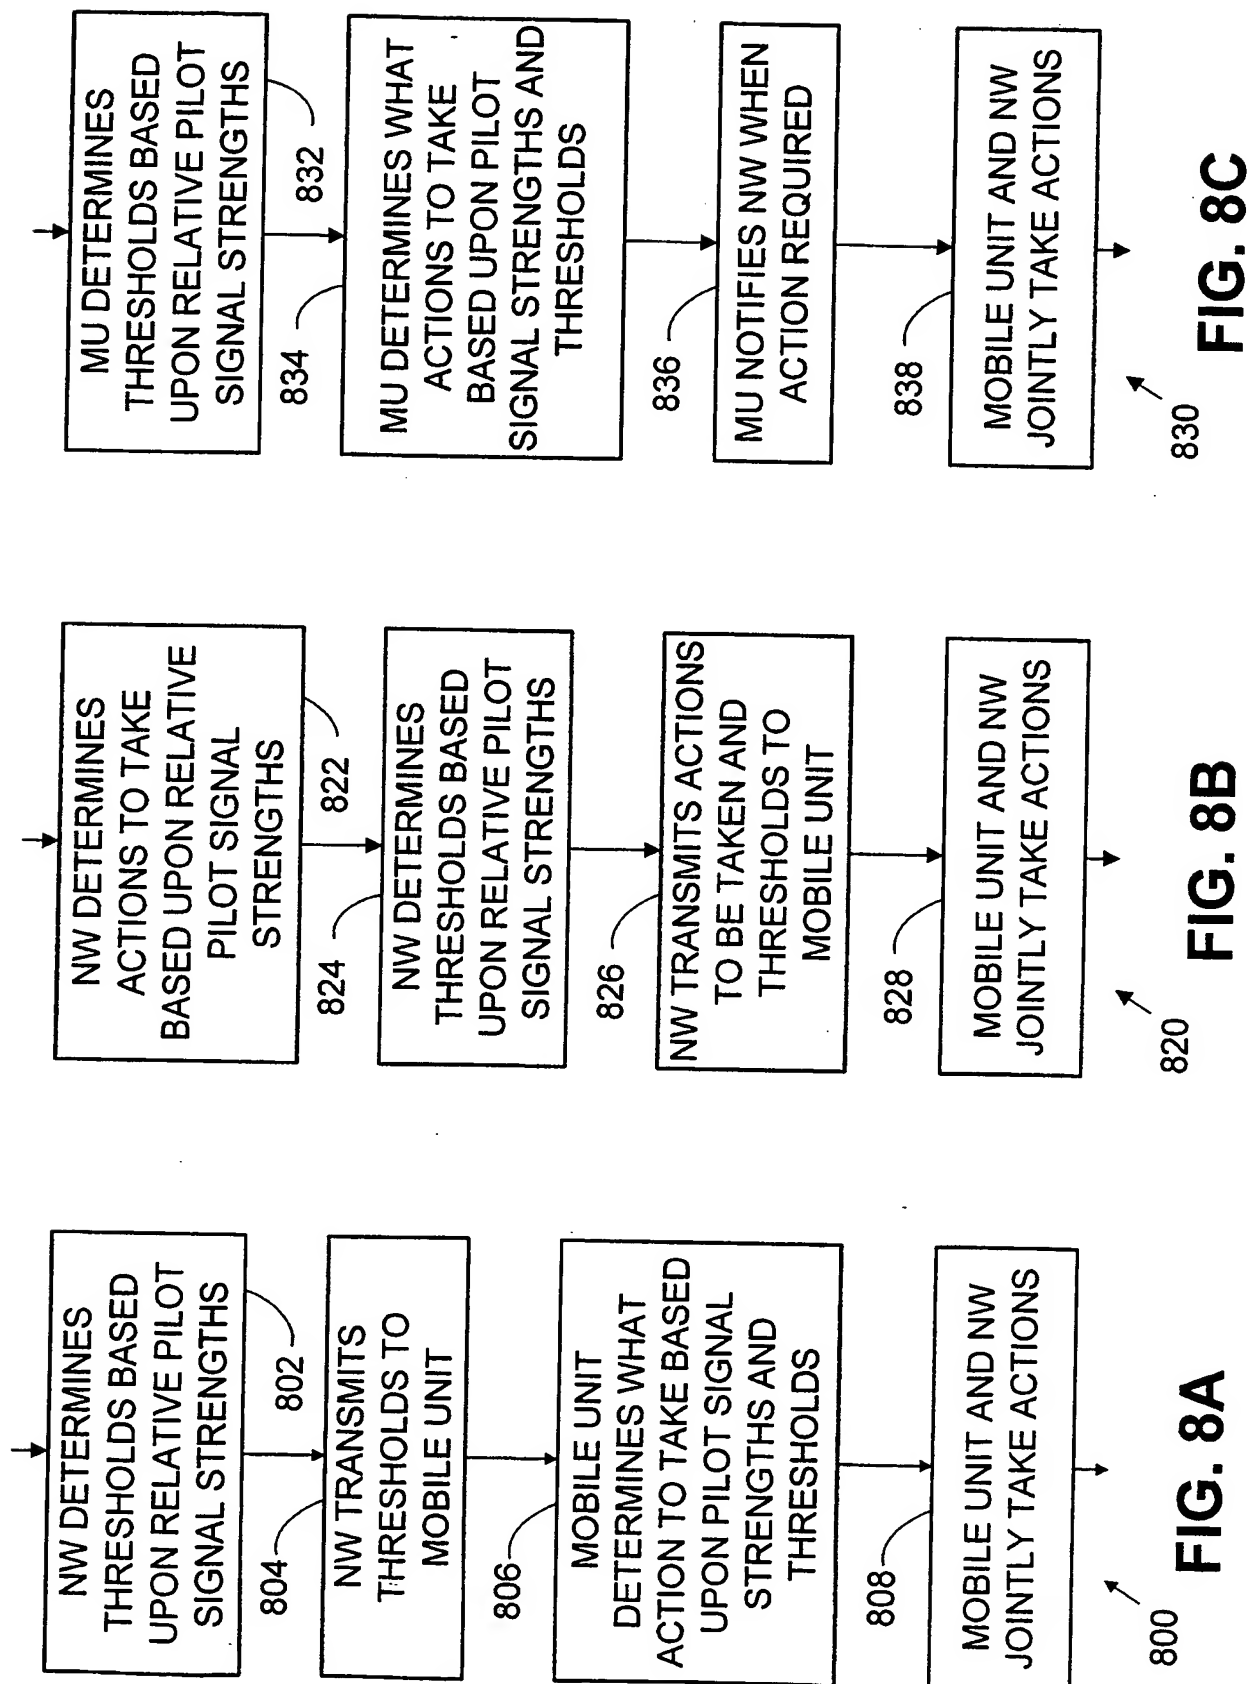 NW DETERMINES
THRESHOLDS BASED
UPON RELATIVE PILOT
SIGNAL STRENGTHS
802
804
NW TRANSMITS
THRESHOLDS TO
MOBILE UNIT
806
MOBILE UNIT
DETERMINES WHAT
ACTION TO TAKE BASED
UPON PILOT SIGNAL
STRENGTHS AND
THRESHOLDS
808
MOBILE UNIT AND NW
JOINTLY TAKE ACTIONS
800
FIG. 8A
NW DETERMINES
ACTIONS TO TAKE
BASED UPON RELATIVE
PILOT SIGNAL
STRENGTHS
822
824
NW DETERMINES
THRESHOLDS BASED
UPON RELATIVE PILOT
SIGNAL STRENGTHS
826
NW TRANSMITS ACTIONS
TO BE TAKEN AND
THRESHOLDS TO
MOBILE UNIT
828
MOBILE UNIT AND NW
JOINTLY TAKE ACTIONS
820
FIG. 8B
MU DETERMINES
THRESHOLDS BASED
UPON RELATIVE PILOT
SIGNAL STRENGTHS
832
834
MU DETERMINES WHAT
ACTIONS TO TAKE
BASED UPON PILOT
SIGNAL STRENGTHS AND
THRESHOLDS
836
MU NOTIFIES NW WHEN
ACTION REQUIRED
838
MOBILE UNIT AND NW
JOINTLY TAKE ACTIONS
830
FIG. 8C